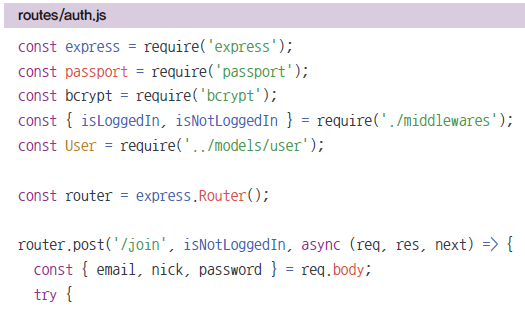 routes/auth.js
const express = require('express');
const passport = require('passport');
const bcrypt = require('bcrypt');
const { isLoggedIn, isNotLoggedIn } = require('./middlewares');
const User = require('../models/user');
const router = express.Router();
router.post('/join', isNotLoggedIn, async (req, res, next) => {
const { email, nick, password } = req.body;
try {